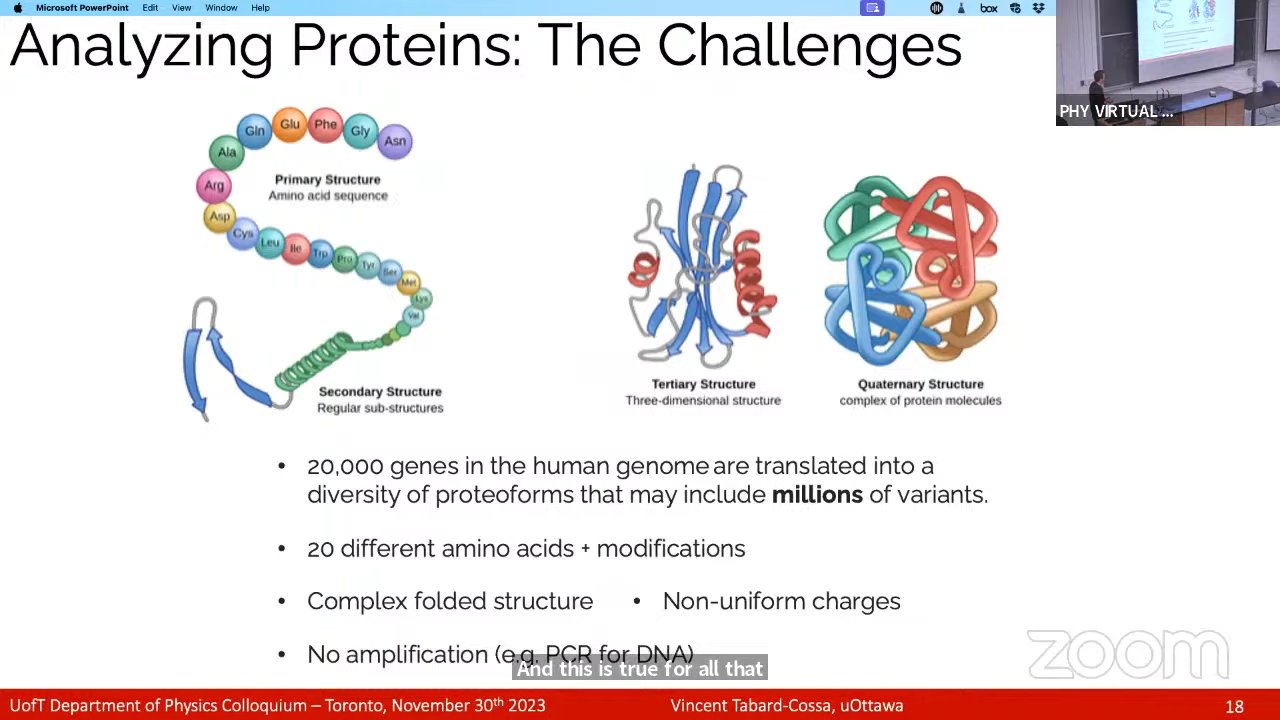 Microsoft PowerPoint Edit View Window Help
box
Analyzing Proteins: The Challenges
PHY VIRTUAL ...
Gln
Glu
Phe
Gly
Asn
Ala
Arg
Asp
Cys
Leu
Ile
Trp
Pro
Tyr
Ser
Met
Lys
Val
Primary Structure
Amino acid sequence
Secondary Structure
Regular sub-structures
Tertiary Structure
Three-dimensional structure
Quaternary Structure
complex of protein molecules
• 20,000 genes in the human genome are translated into a
diversity of proteoforms that may include millions of variants.
• 20 different amino acids + modifications
• Complex folded structure • Non-uniform charges
• No amplification (e.g. PCR for DNA)
And this is true for all that
zoom
UofT Department of Physics Colloquium – Toronto, November 30th 2023 Vincent Tabard-Cossa, uOttawa 18